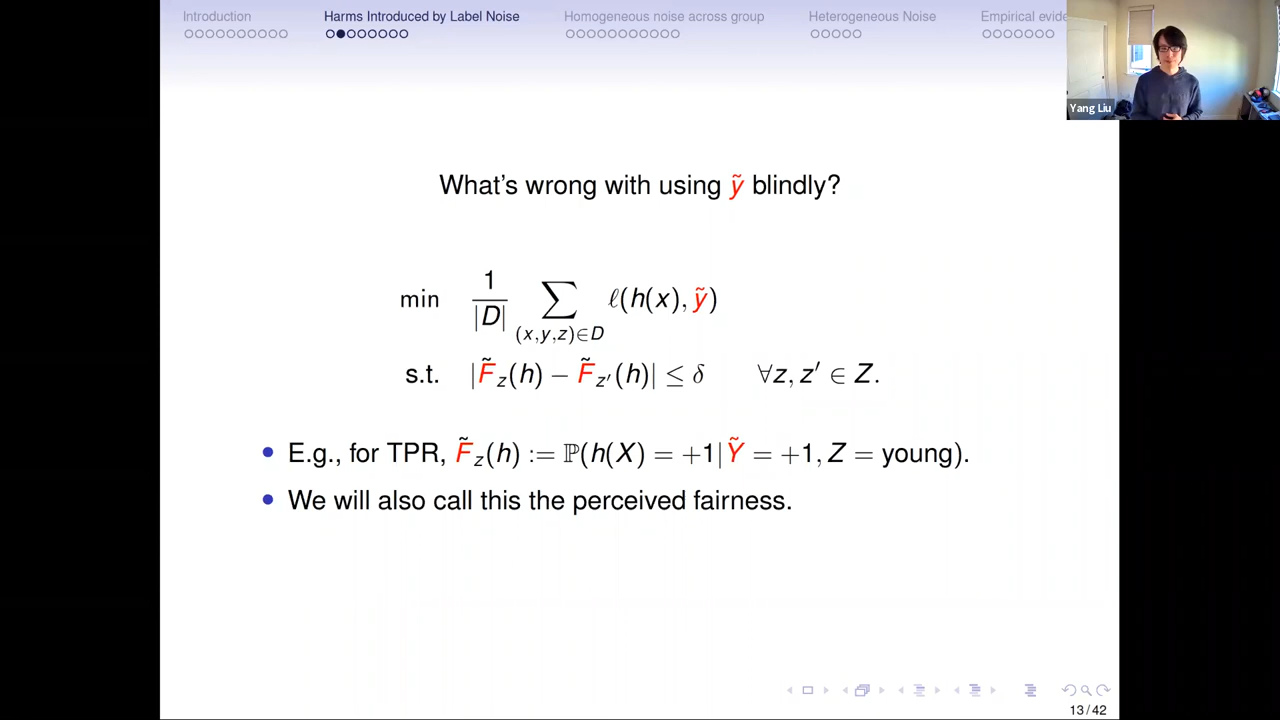 Introduction Harms Introduced by Label Noise Homogeneous noise across group Heterogeneous Noise Empirical evide
Yang Liu
What's wrong with using ỹ blindly?
min 1/|D| ∑_{(x,y,z)∈D} ℓ(h(x), ỹ)
s.t. |F̃_z(h) − F̃_{z′}(h)| ≤ δ ∀z, z′ ∈ Z.
• E.g., for TPR, F̃_z(h) := ℙ(h(X) = +1|Ỹ = +1, Z = young).
• We will also call this the perceived fairness.
13 / 42